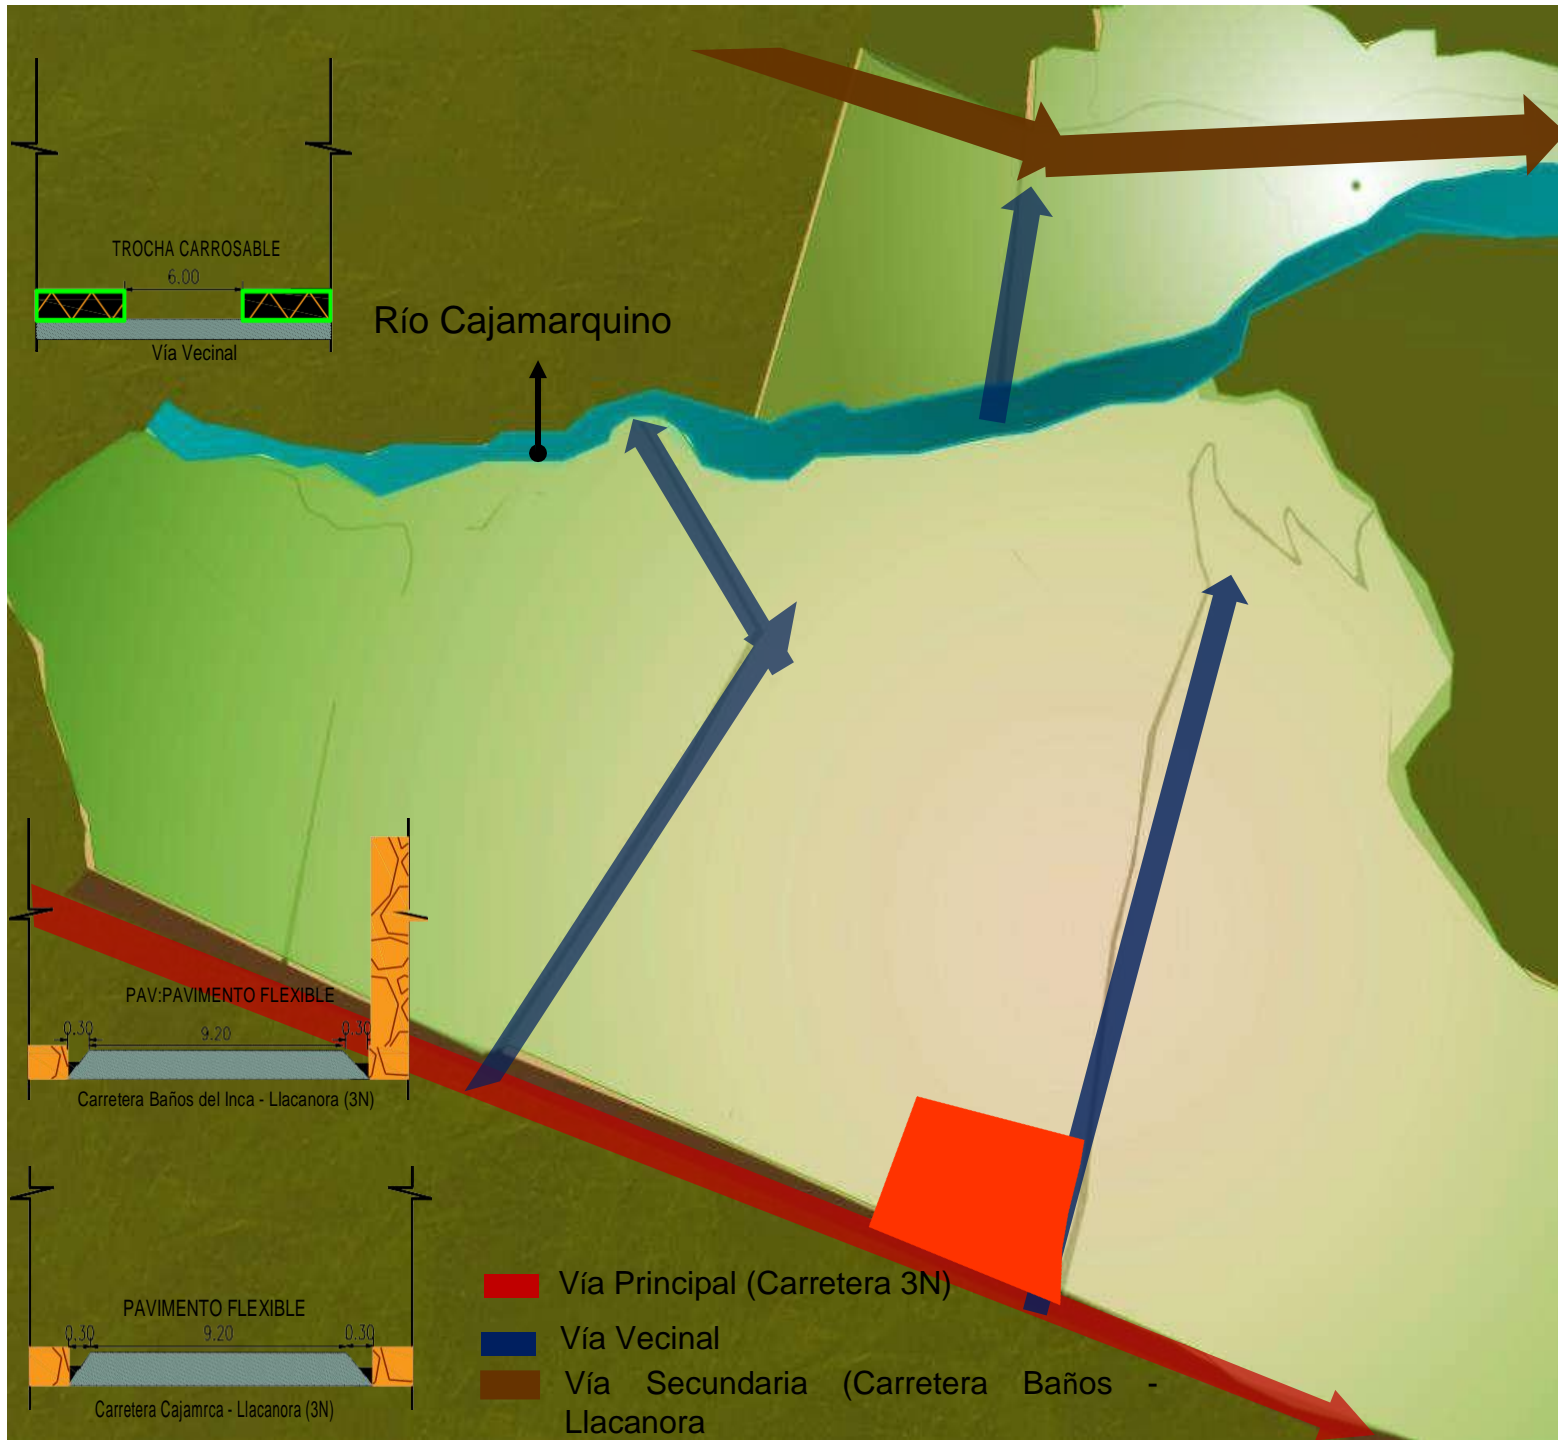 TROCHA CARROSABLE
6.00
Vía Vecinal
Río Cajamarquino
PAV:PAVIMENTO FLEXIBLE
0.30 9.20 0.30
Carretera Baños del Inca - Llacanora (3N)
PAVIMENTO FLEXIBLE
0.30 9.20 0.30
Carretera Cajamrca - Llacanora (3N)
Vía Principal (Carretera 3N)
Vía Vecinal
Vía Secundaria (Carretera Baños -
Llacanora